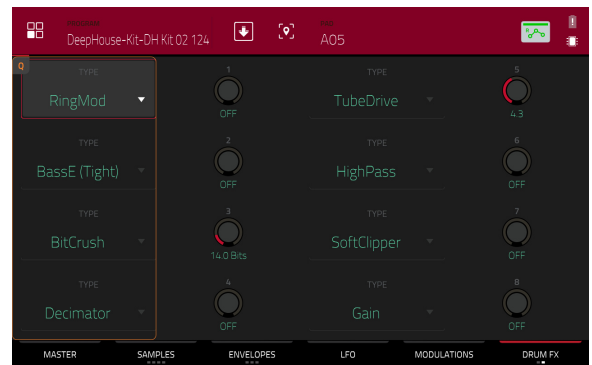 DeepHouse-Kit-DH Kit 02 124
A05
Q
TYPE
RingMod
1
OFF
TYPE
TubeDrive
5
4.3
TYPE
BassE (Tight)
2
OFF
TYPE
HighPass
6
OFF
TYPE
BitCrush
3
14.0 Bits
TYPE
SoftClipper
7
OFF
TYPE
Decimator
4
OFF
TYPE
Gain
8
OFF
MASTER
SAMPLES
ENVELOPES
LFO
MODULATIONS
DRUM FX